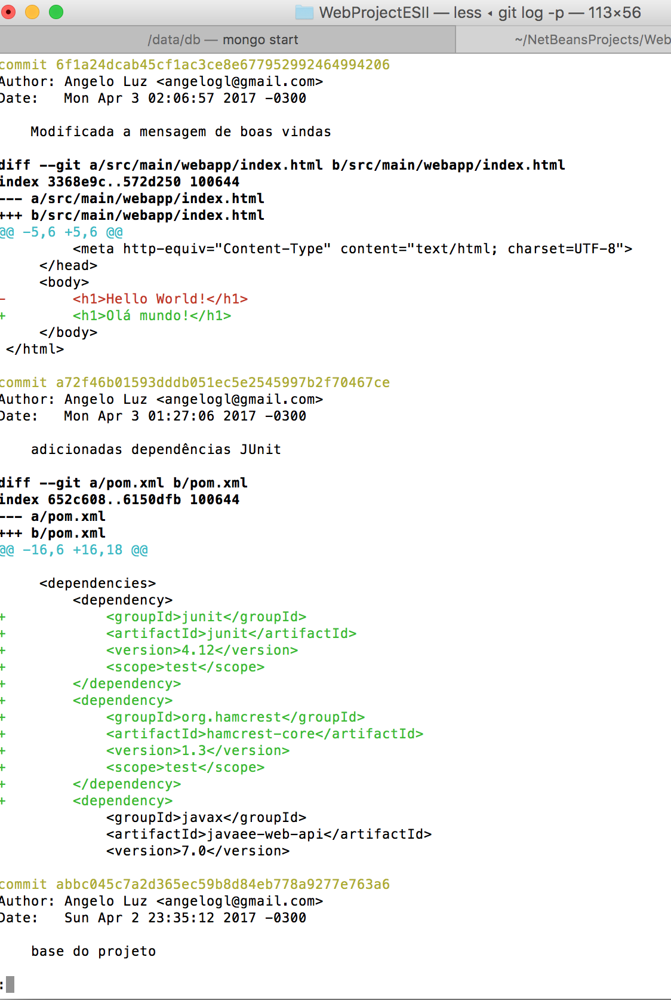 WebProjectESII — less ◂ git log -p — 113×56
/data/db — mongo start
~/NetBeansProjects/Web
commit 6f1a24dcab45cf1ac3ce8e677952992464994206
Author: Angelo Luz <angelogl@gmail.com>
Date:   Mon Apr 3 02:06:57 2017 -0300
    Modificada a mensagem de boas vindas
diff --git a/src/main/webapp/index.html b/src/main/webapp/index.html
index 3368e9c..572d250 100644
--- a/src/main/webapp/index.html
+++ b/src/main/webapp/index.html
@@ -5,6 +5,6 @@
         <meta http-equiv="Content-Type" content="text/html; charset=UTF-8">
     </head>
     <body>
-        <h1>Hello World!</h1>
+        <h1>Olá mundo!</h1>
     </body>
 </html>
commit a72f46b01593dddb051ec5e2545997b2f70467ce
Author: Angelo Luz <angelogl@gmail.com>
Date:   Mon Apr 3 01:27:06 2017 -0300
    adicionadas dependências JUnit
diff --git a/pom.xml b/pom.xml
index 652c608..6150dfb 100644
--- a/pom.xml
+++ b/pom.xml
@@ -16,6 +16,18 @@
     <dependencies>
         <dependency>
+            <groupId>junit</groupId>
+            <artifactId>junit</artifactId>
+            <version>4.12</version>
+            <scope>test</scope>
+        </dependency>
+        <dependency>
+            <groupId>org.hamcrest</groupId>
+            <artifactId>hamcrest-core</artifactId>
+            <version>1.3</version>
+            <scope>test</scope>
+        </dependency>
+        <dependency>
             <groupId>javax</groupId>
             <artifactId>javaee-web-api</artifactId>
             <version>7.0</version>
commit abbc045c7a2d365ec59b8d84eb778a9277e763a6
Author: Angelo Luz <angelogl@gmail.com>
Date:   Sun Apr 2 23:35:12 2017 -0300
    base do projeto
: